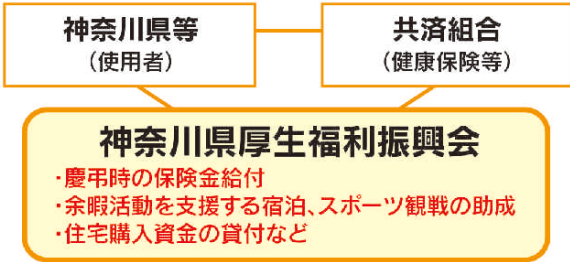 神奈川県等
（使用者）
共済組合
（健康保険等）
神奈川県厚生福利振興会
・慶弔時の保険金給付
・余暇活動を支援する宿泊、スポーツ観戦の助成
・住宅購入資金の貸付など